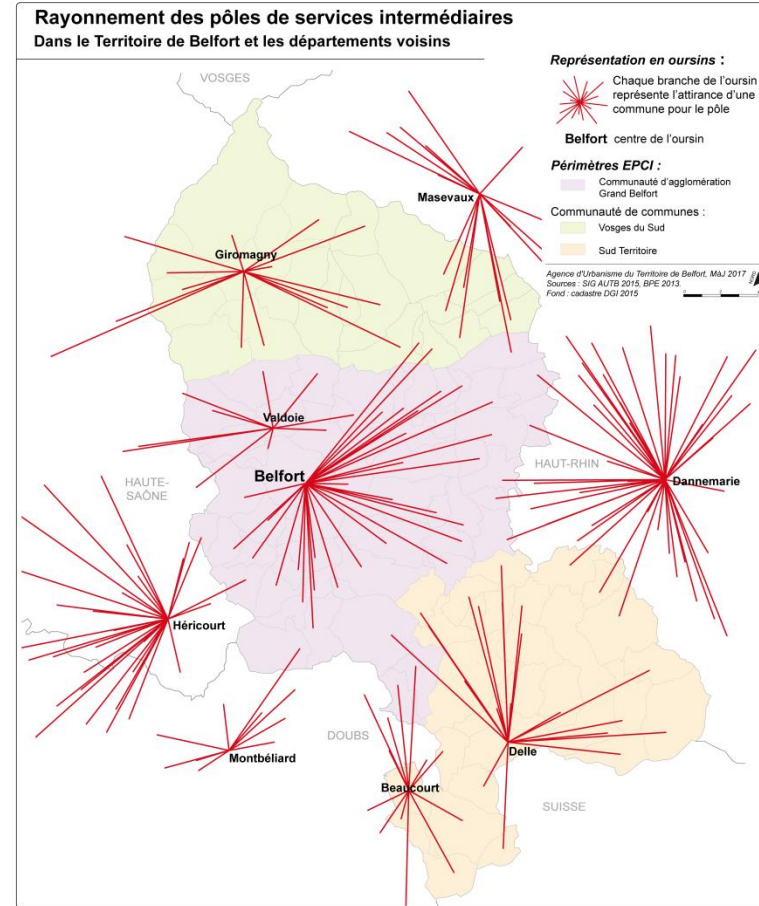 Rayonnement des pôles de services intermédiaires
Dans le Territoire de Belfort et les départements voisins
Représentation en oursins :
Chaque branche de l'oursin
représente l'attirance d'une
commune pour le pôle
Belfort centre de l'oursin
Périmètres EPCI :
Communauté d'agglomération
Grand Belfort
Communauté de communes :
Vosges du Sud
Sud Territoire
Agence d'Urbanisme du Territoire de Belfort, MàJ 2017
Sources : SIG AUTB 2015, BPE 2013.
Fond : cadastre DGI 2015
NORD
VOSGES
Masevaux
Giromagny
Valdoie
Belfort
HAUTE-
SAÔNE
HAUT-RHIN
Dannemarie
Héricourt
DOUBS
Montbéliard
Delle
Beaucourt
SUISSE